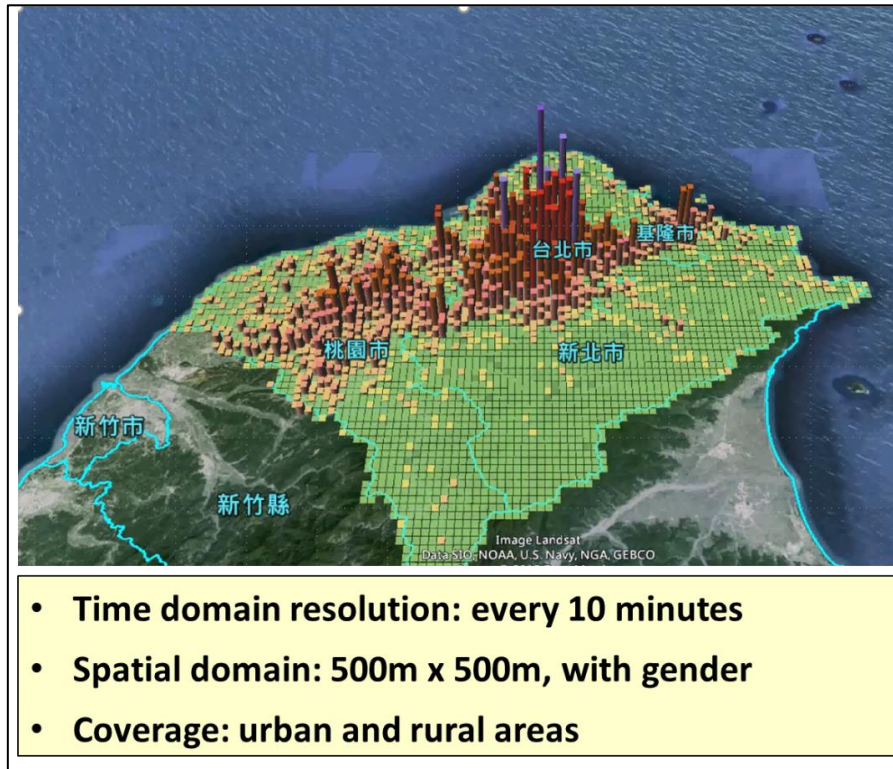 基隆市
台北市
桃園市
新北市
新竹市
新竹縣
Image Landsat
Data SIO, NOAA, U.S. Navy, NGA, GEBCO
• Time domain resolution: every 10 minutes
• Spatial domain: 500m x 500m, with gender
• Coverage: urban and rural areas